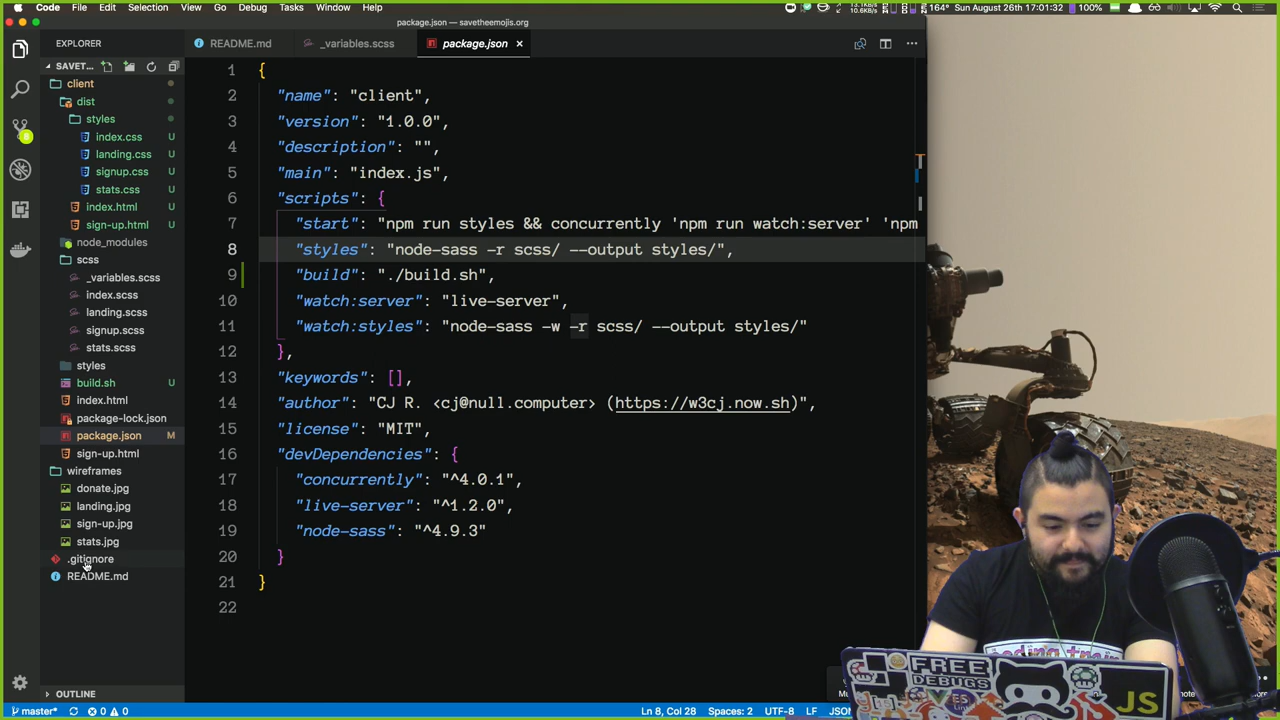 Code File Edit Selection View Go Debug Tasks Window Help
164° Sun August 26th 17:01:32 100%
package.json — savetheemojis.org
EXPLORER
README.md
_variables.scss
package.json ×
SAVET...
client
dist
styles
index.css U
landing.css U
signup.css U
stats.css U
index.html U
sign-up.html U
node_modules
scss
_variables.scss
index.scss
landing.scss
signup.scss
stats.scss
styles
build.sh U
index.html
package-lock.json
package.json M
sign-up.html
wireframes
donate.jpg
landing.jpg
sign-up.jpg
stats.jpg
.gitignore
README.md
OUTLINE
8
1 {
2 "name": "client",
3 "version": "1.0.0",
4 "description": "",
5 "main": "index.js",
6 "scripts": {
7 "start": "npm run styles && concurrently 'npm run watch:server' 'npm
8 "styles": "node-sass -r scss/ --output styles/",
9 "build": "./build.sh",
10 "watch:server": "live-server",
11 "watch:styles": "node-sass -w -r scss/ --output styles/"
12 },
13 "keywords": [],
14 "author": "CJ R. <cj@null.computer> (https://w3cj.now.sh)",
15 "license": "MIT",
16 "devDependencies": {
17 "concurrently": "^4.0.1",
18 "live-server": "^1.2.0",
19 "node-sass": "^4.9.3"
20 }
21 }
22
master* 0 0
Ln 8, Col 28 Spaces: 2 UTF-8 LF
FREE
DEBUGS
JS